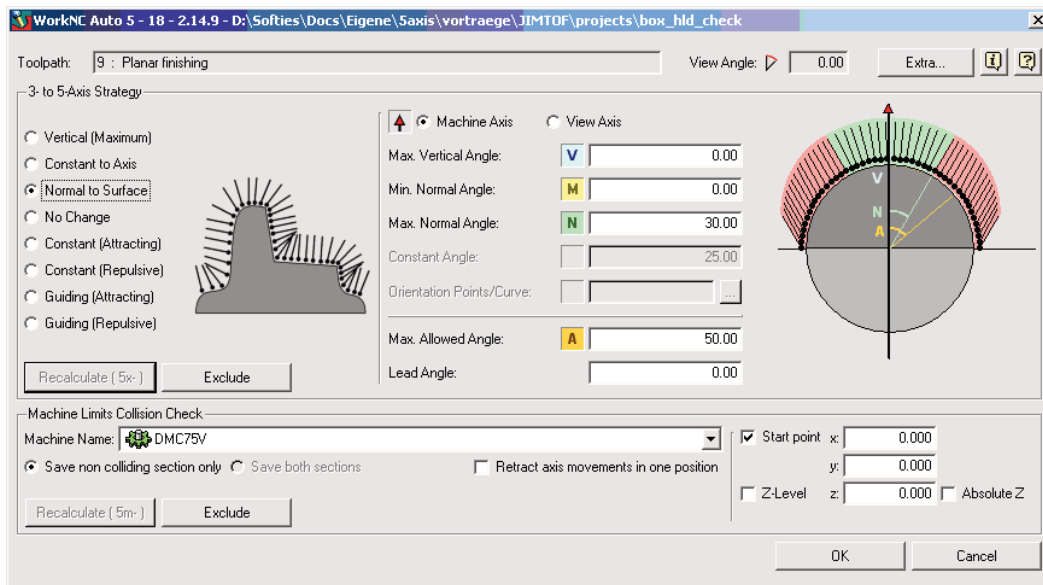 WorkNC Auto 5 - 18 - 2.14.9 - D:\Softies\Docs\Eigene\5axis\vortraege\JIMTOF\projects\box_hld_check
Toolpath: 9 : Planar finishing View Angle: 0.00 Extra...
3- to 5-Axis Strategy
Vertical (Maximum)
Constant to Axis
Normal to Surface
No Change
Constant (Attracting)
Constant (Repulsive)
Guiding (Attracting)
Guiding (Repulsive)
Recalculate ( 5x- ) Exclude
Machine Axis View Axis
Max. Vertical Angle: V 0.00
Min. Normal Angle: M 0.00
Max. Normal Angle: N 30.00
Constant Angle: 25.00
Orientation Points/Curve: ...
Max. Allowed Angle: A 50.00
Lead Angle: 0.00
V
N
A
Machine Limits Collision Check
Machine Name: DMC75V
Save non colliding section only Save both sections Retract axis movements in one position
Recalculate ( 5m- ) Exclude
Start point x: 0.000
y: 0.000
Z-Level z: 0.000 Absolute Z
OK Cancel